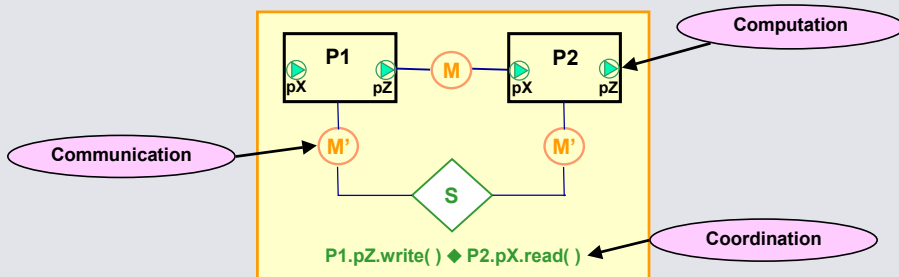 Computation
P1
P2
M
pX
pZ
pX
pZ
M'
M'
Communication
S
P1.pZ.write( ) ◆ P2.pX.read( )
Coordination